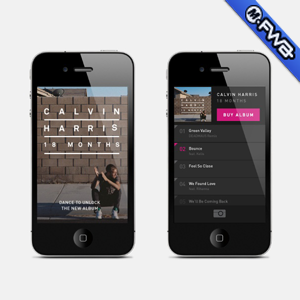 FWA
CALVIN
HARRIS
18 MONTHS
DANCE TO UNLOCK
THE NEW ALBUM
CALVIN HARRIS
18 MONTHS
BUY ALBUM
Green Valley
Bounce
Feel So Close
We Found Love
We'll Be Coming Back